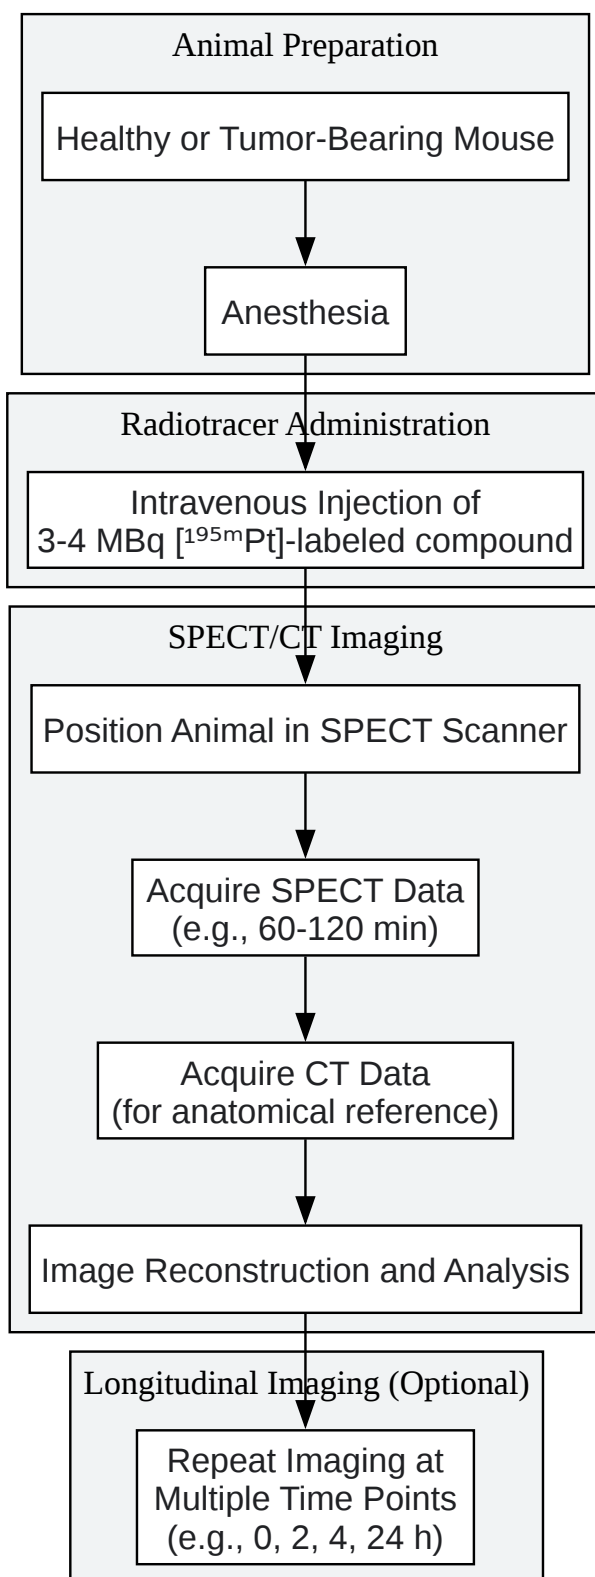 Animal Preparation
Healthy or Tumor-Bearing Mouse
Anesthesia
Radiotracer Administration
Intravenous Injection of
3-4 MBq [¹⁹⁵ᵐPt]-labeled compound
SPECT/CT Imaging
Position Animal in SPECT Scanner
Acquire SPECT Data
(e.g., 60-120 min)
Acquire CT Data
(for anatomical reference)
Image Reconstruction and Analysis
Longitudinal Imaging (Optional)
Repeat Imaging at
Multiple Time Points
(e.g., 0, 2, 4, 24 h)